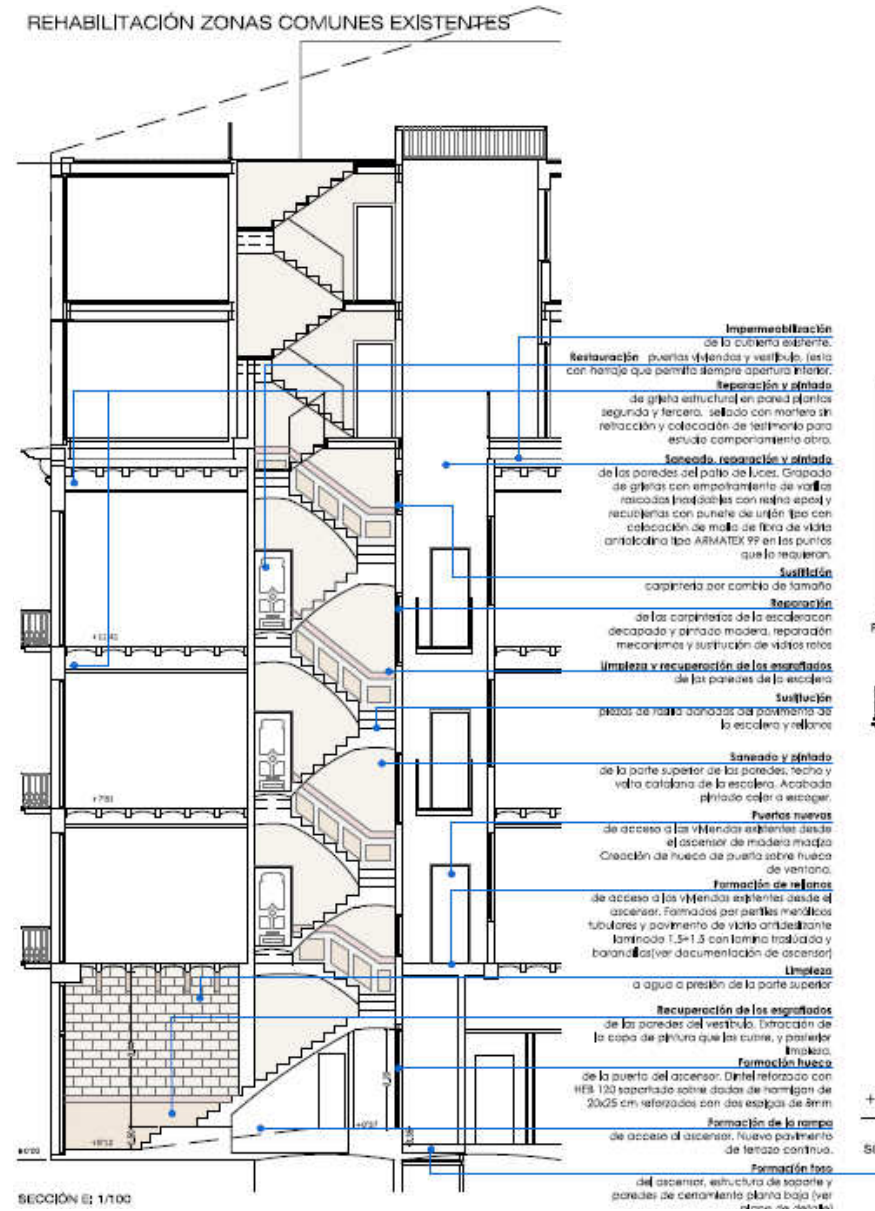 REHABILITACIÓN ZONAS COMUNES EXISTENTES
Impermeabilización
de la cubierta existente.
Restauración puertas viviendas y vestíbulo, (esta
con herraje que permita siempre apertura interior.
Reparación y pintado
de grieta estructural en pared plantas
segunda y tercera, sellado con mortero sin
retracción y colocación de testimonio para
estudio comportamiento obra.
Saneado, reparación y pintado
de las paredes del patio de luces. Grapado
de grietas con empotramiento de varillas
roscadas inoxidables con resina epoxi y
recubiertas con puente de unión tipo con
colocación de malla de fibra de vidrio
antialcalina tipo ARMATEX 99 en los puntos
que lo requieran.
Sustitición
carpintería por cambio de tamaño
Reparación
de las carpinterías de la escaleracon
decapado y pintado madera, reparación
mecanismos y sustitución de vidrios rotos
Limpieza y recuperación de los esgrafiados
de las paredes de la escalera
Sustitución
piezas de rasilla dañadas del pavimento de
la escalera y rellanos
Saneado y pintado
de la parte superior de las paredes, techo y
volta catalana de la escalera. Acabado
pintado color a escoger.
Puertas nuevas
de acceso a las viviendas existentes desde
el ascensor de madera maciza
Creación de hueco de puerta sobre hueco
de ventana.
Formación de rellanos
de acceso a las viviendas existentes desde el
ascensor. Formados por perfiles metálicos
tubulares y pavimento de vidrio antideslizante
laminado 1,5+1,5 con lamina traslúcida y
barandillas(ver documentación de ascensor)
Limpieza
a agua a presión de la parte superior
Recuperación de los esgrafiados
de las paredes del vestíbulo. Extracción de
la capa de pintura que las cubre, y posterior
limpieza.
Formación hueco
de la puerta del ascensor. Dintel reforzado con
HEB 120 soportado sobre dados de hormigon de
20x25 cm reforzados con dos espigas de 8mm
Formación de la rampa
de acceso al ascensor. Nuevo pavimento
de terrazo continuo.
Formación foso
del ascensor, estructura de soporte y
paredes de cerramiento planta baja (ver
plano de detalle)
SECCIÓN E: 1/100